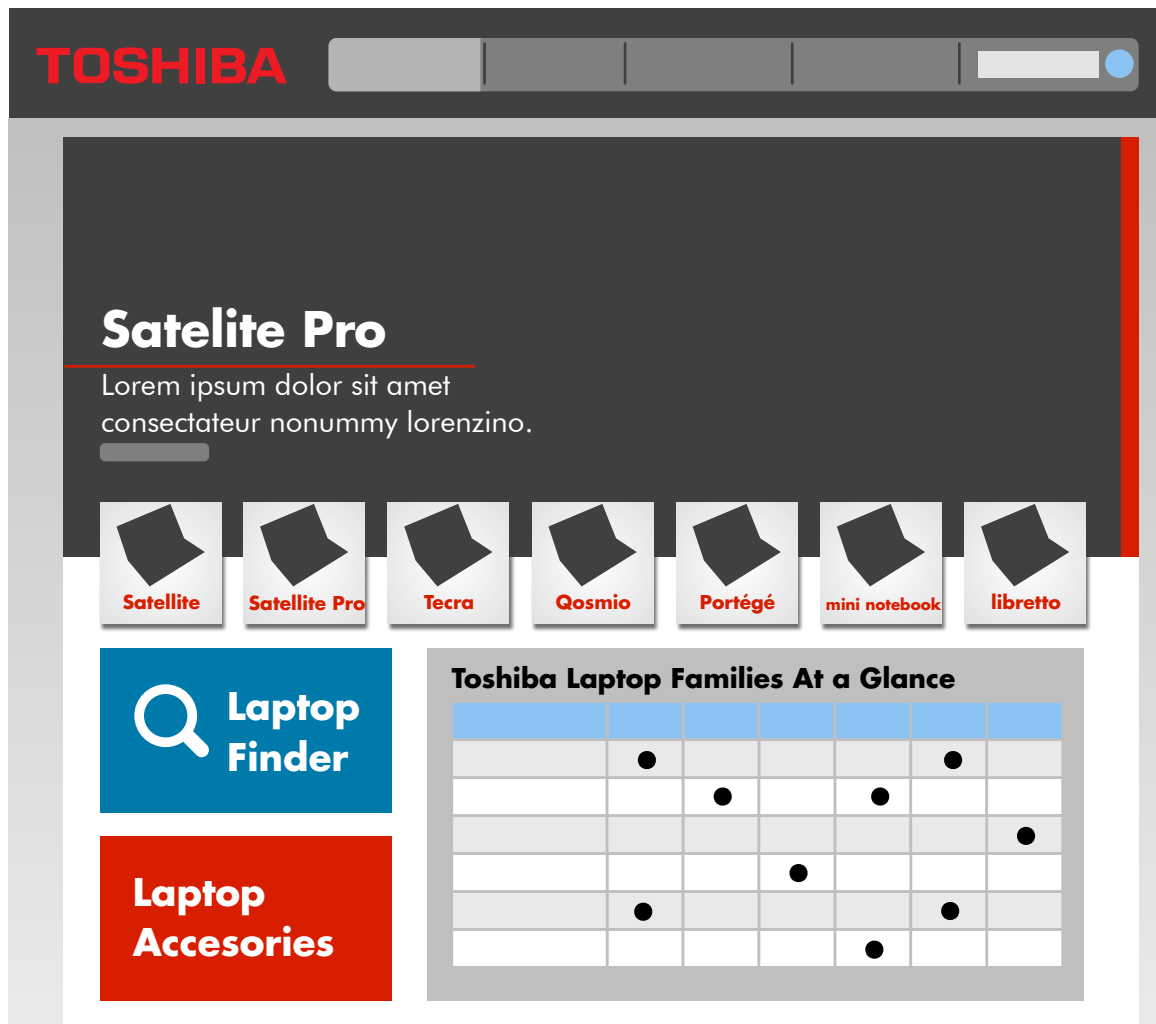 TOSHIBA
Satelite Pro
Lorem ipsum dolor sit amet
consectateur nonummy lorenzino.
Satellite
Satellite Pro
Tecra
Qosmio
Portégé
mini notebook
libretto
Laptop
Finder
Toshiba Laptop Families At a Glance
Laptop
Accesories